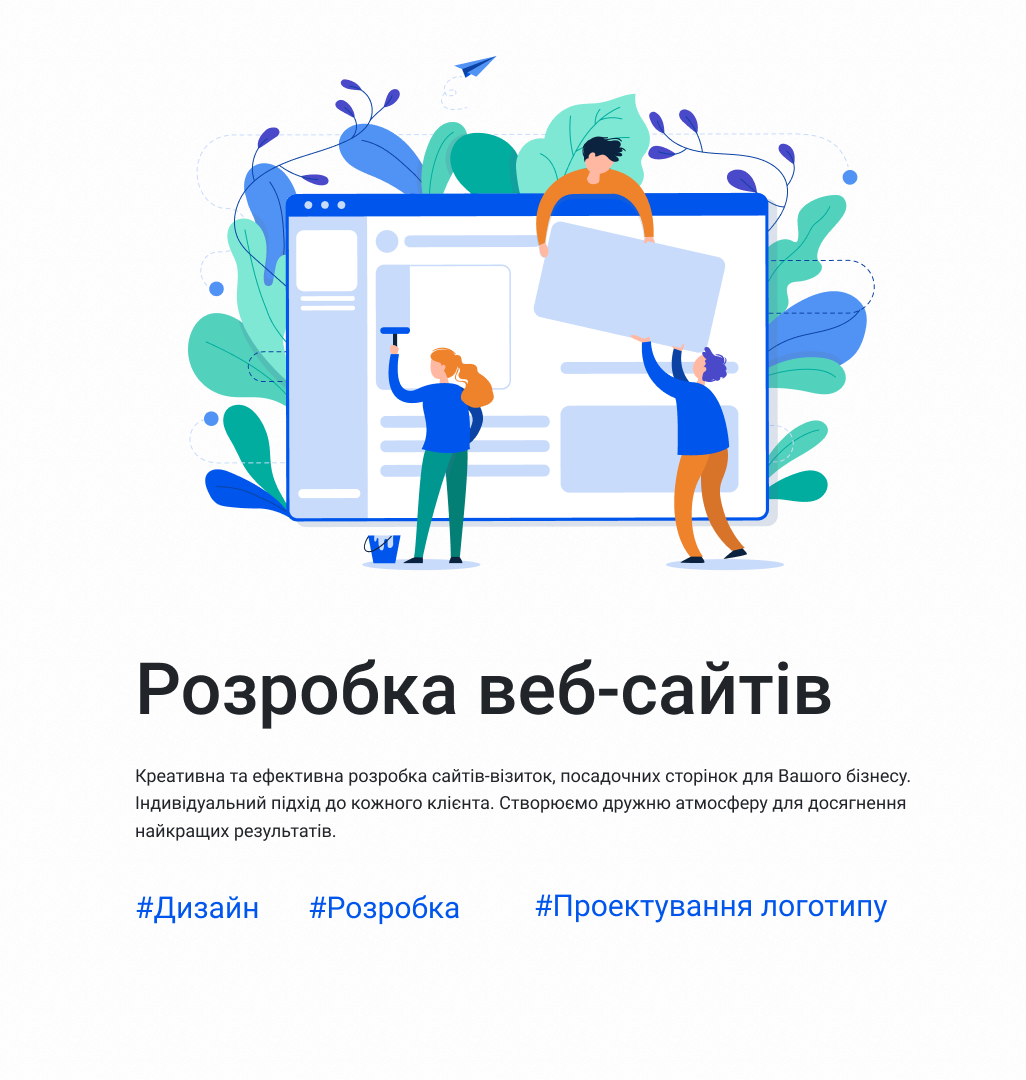 Розробка веб-сайтів
Креативна та ефективна розробка сайтів-візиток, посадочних сторінок для Вашого бізнесу.
Індивідуальний підхід до кожного клієнта. Створюємо дружню атмосферу для досягнення
найкращих результатів.
#Дизайн #Розробка #Проектування логотипу